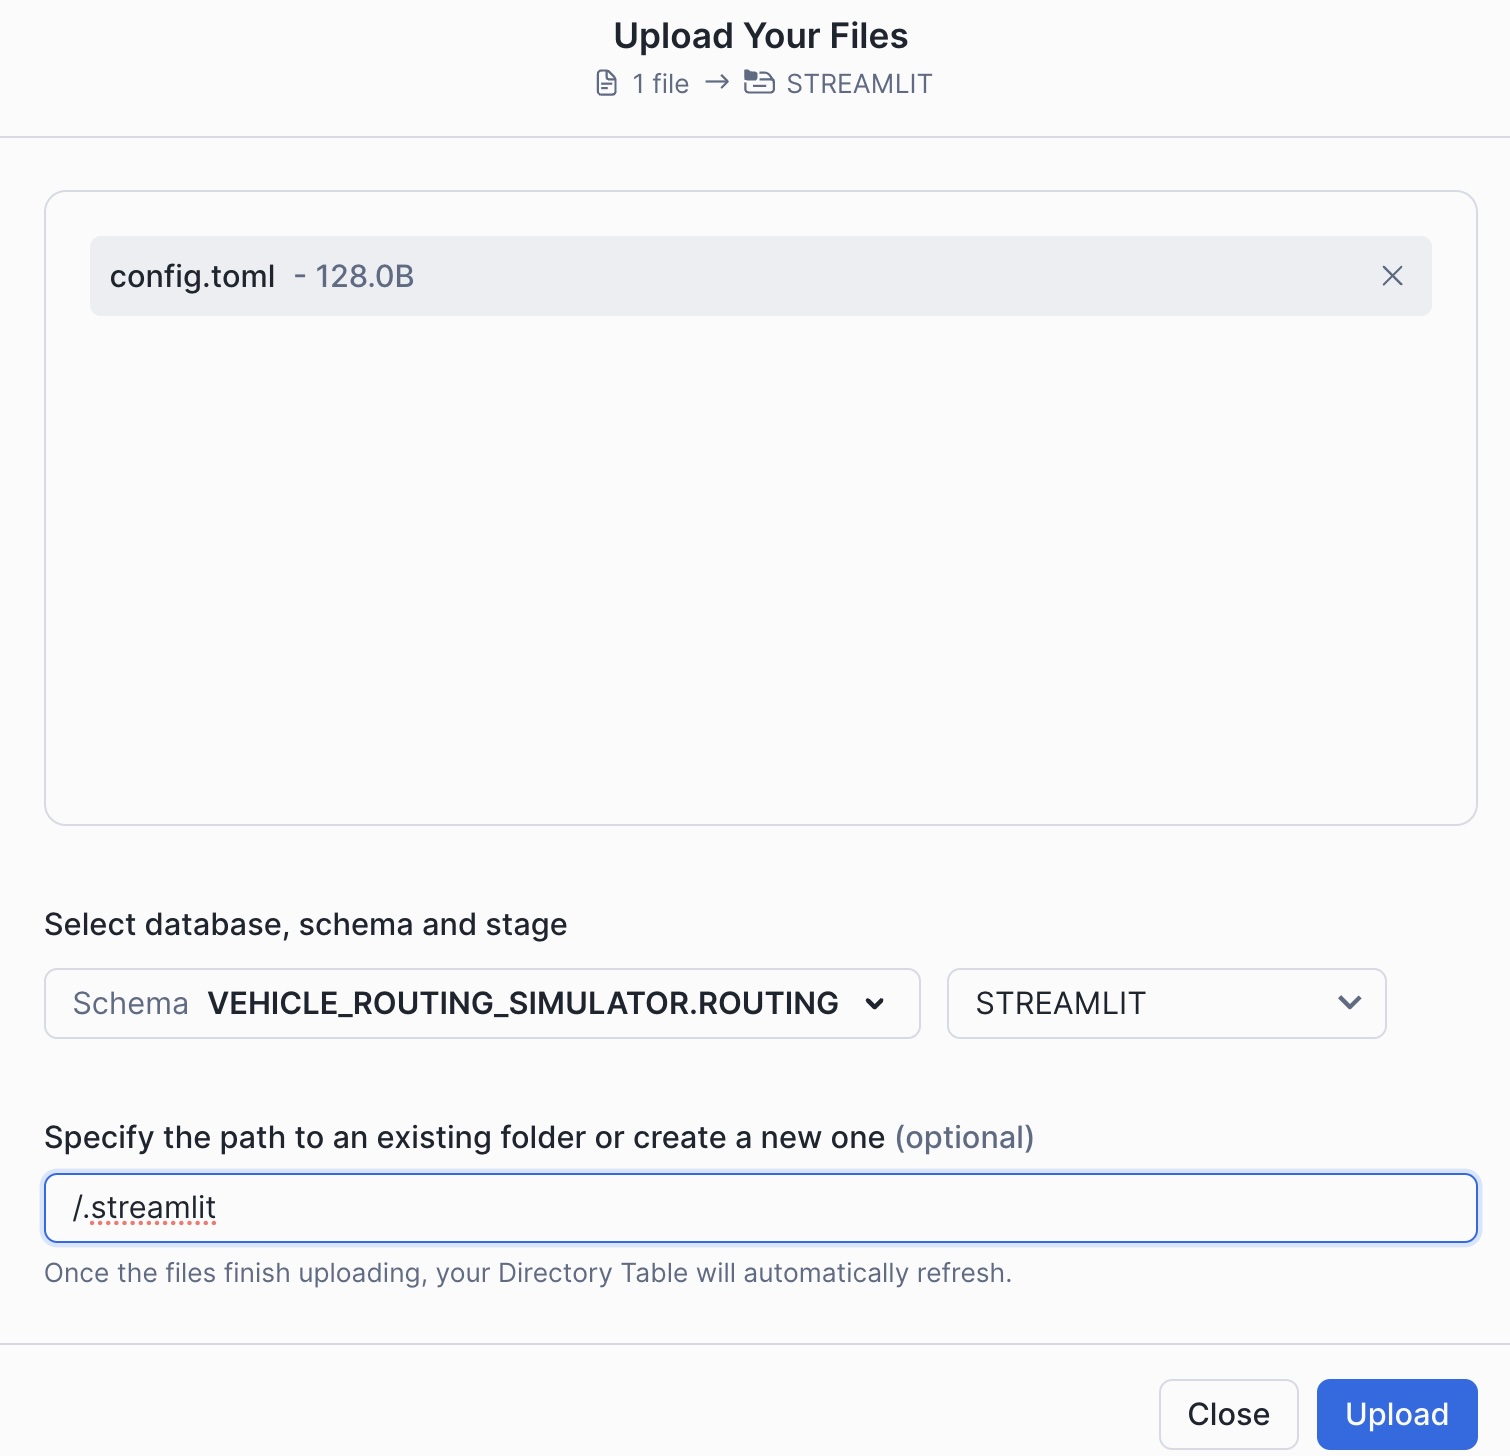 Upload Your Files
1 file → STREAMLIT
config.toml - 128.0B
Select database, schema and stage
Schema VEHICLE_ROUTING_SIMULATOR.ROUTING STREAMLIT
Specify the path to an existing folder or create a new one (optional)
/.streamlit
Once the files finish uploading, your Directory Table will automatically refresh.
Close Upload